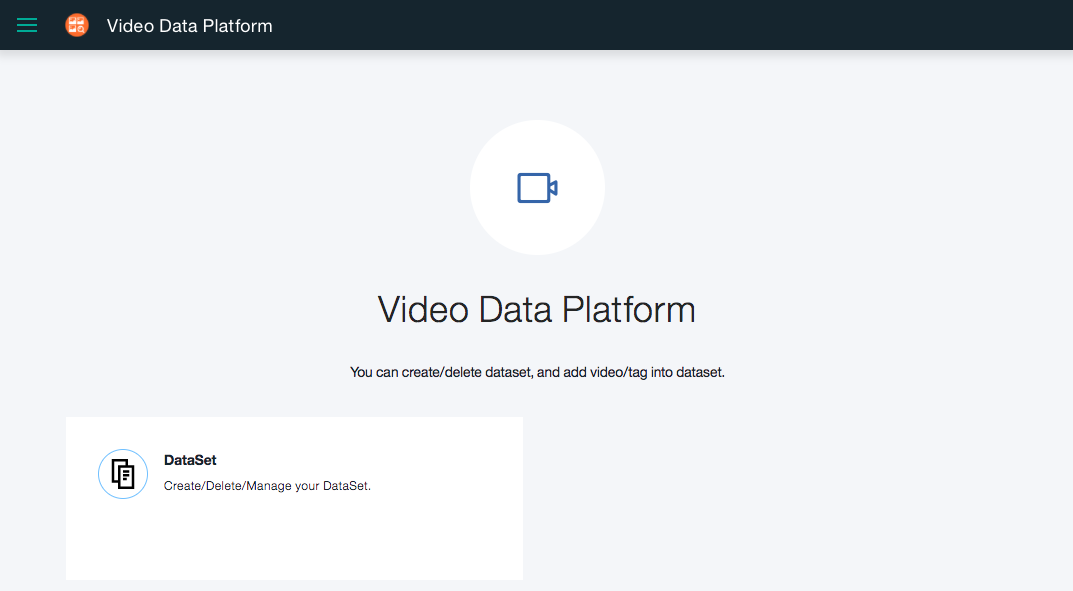 Video Data Platform
Video Data Platform
You can create/delete dataset, and add video/tag into dataset.
DataSet
Create/Delete/Manage your DataSet.